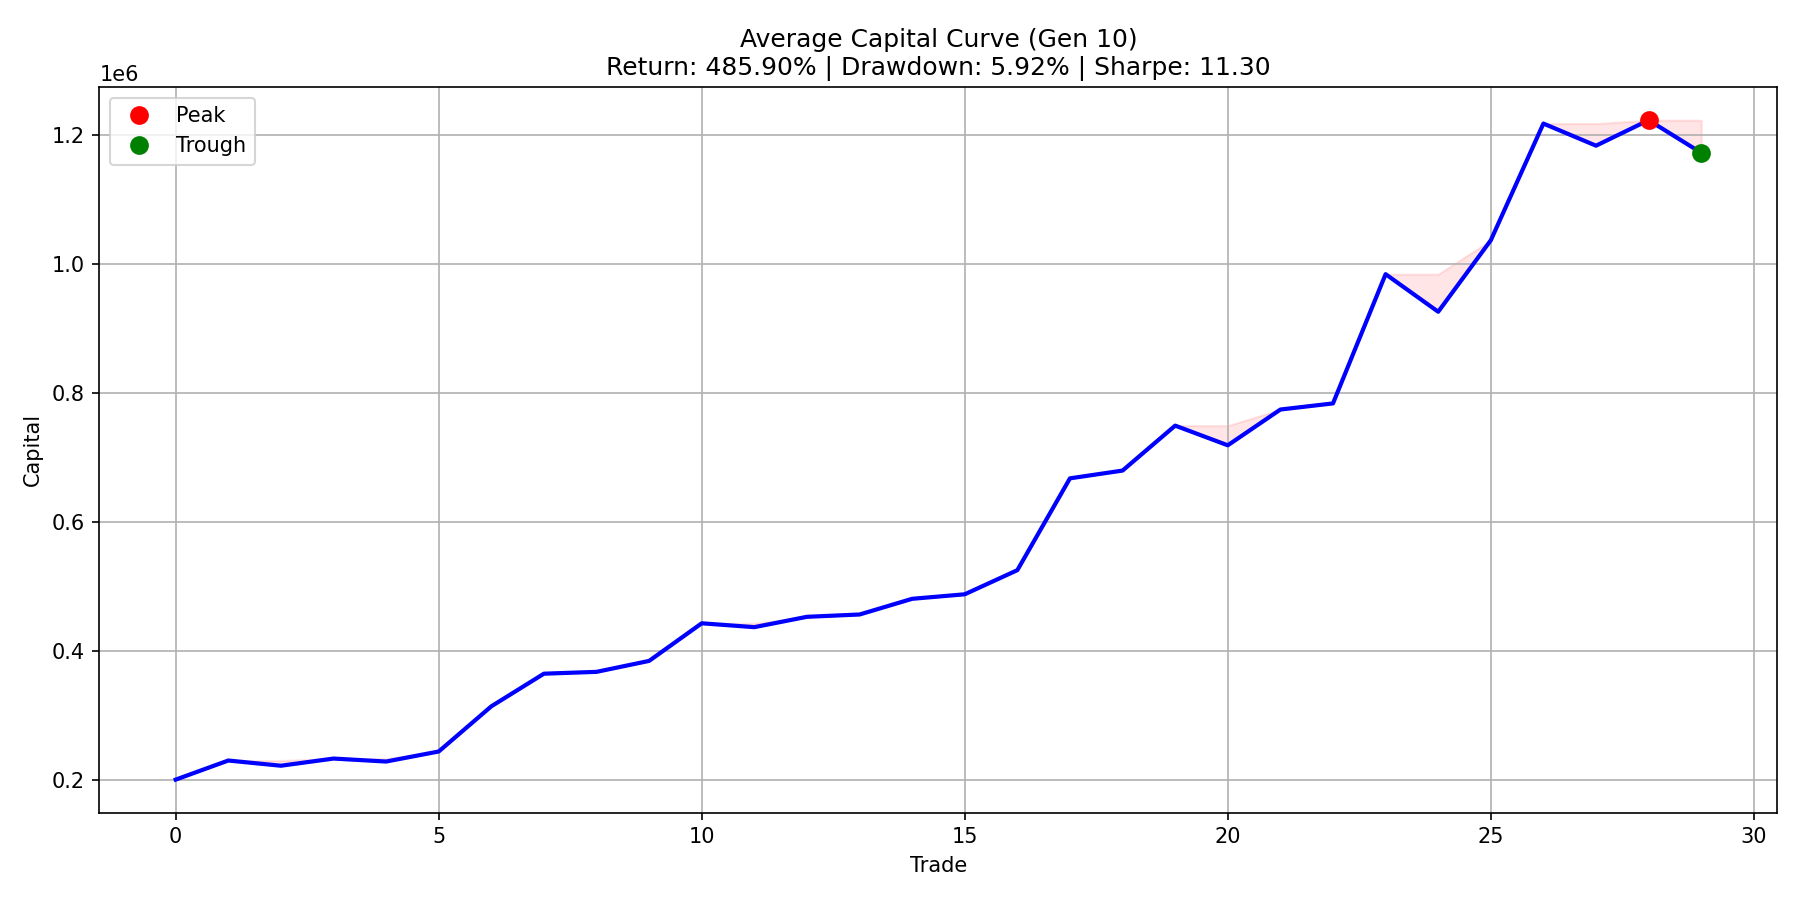 Average Capital Curve (Gen 10)
Return: 485.90% | Drawdown: 5.92% | Sharpe: 11.30
1e6
Peak
Trough
1.2
1.0
0.8
0.6
0.4
0.2
Capital
0 5 10 15 20 25 30
Trade